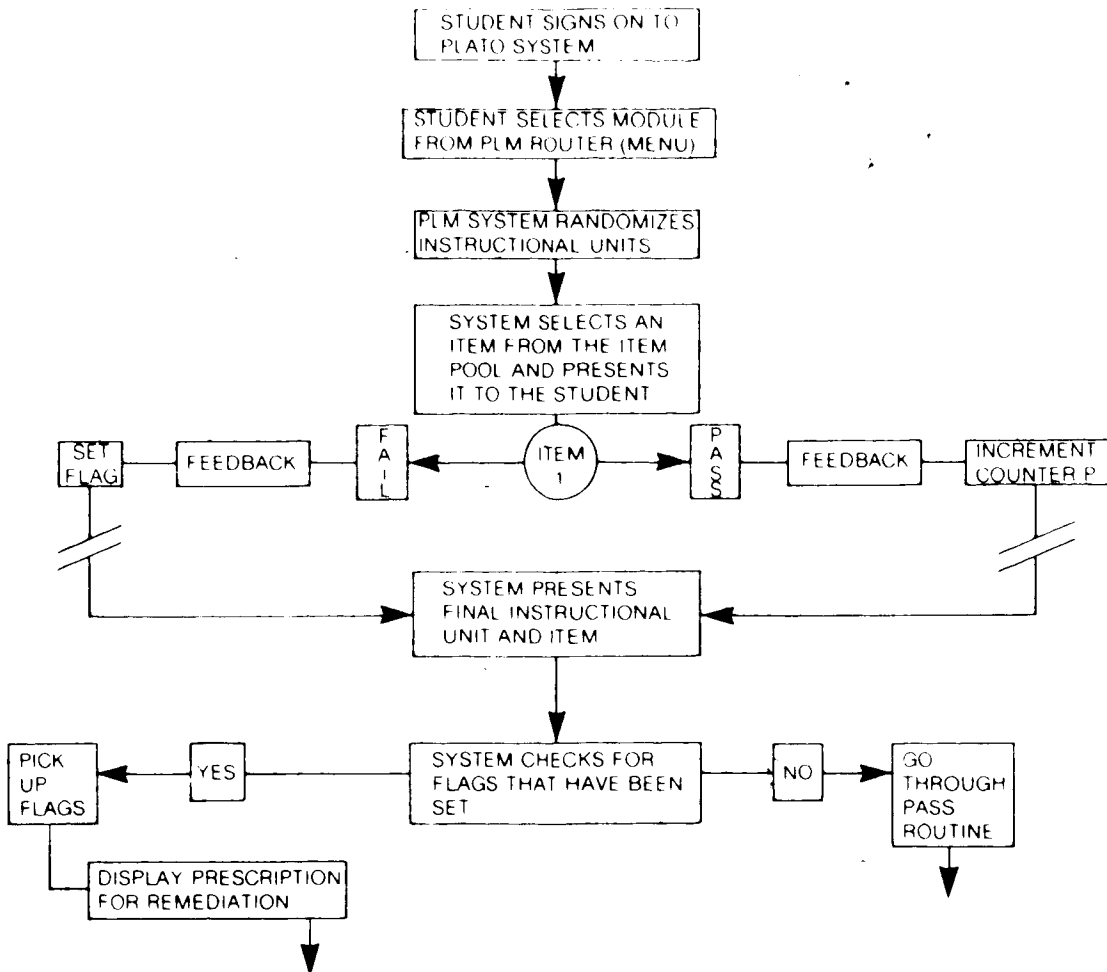 STUDENT SIGNS ON TO
PLATO SYSTEM
STUDENT SELECTS MODULE
FROM PLM ROUTER (MENU)
PLM SYSTEM RANDOMIZES
INSTRUCTIONAL UNITS
SYSTEM SELECTS AN
ITEM FROM THE ITEM
POOL AND PRESENTS
IT TO THE STUDENT
SET
FLAG
FEEDBACK
FAIL
ITEM
1
PASS
FEEDBACK
INCREMENT
COUNTER P
SYSTEM PRESENTS
FINAL INSTRUCTIONAL
UNIT AND ITEM
PICK
UP
FLAGS
YES
SYSTEM CHECKS FOR
FLAGS THAT HAVE BEEN
SET
NO
GO
THROUGH
PASS
ROUTINE
DISPLAY PRESCRIPTION
FOR REMEDIATION